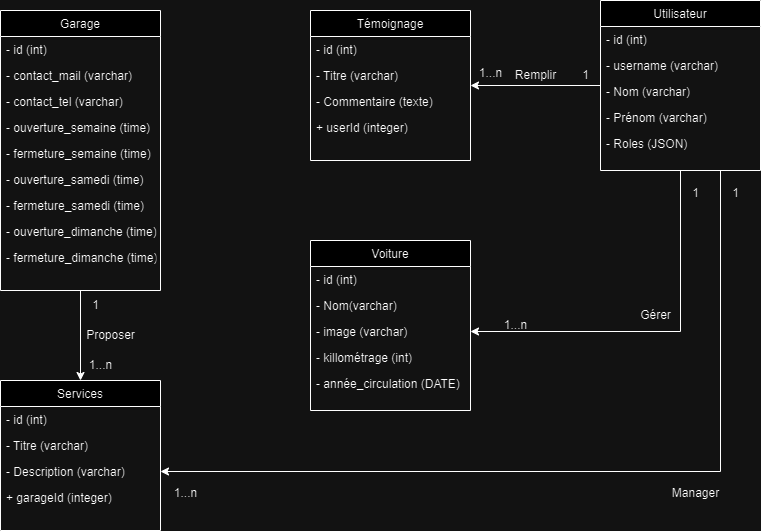 Garage
- id (int)
- contact_mail (varchar)
- contact_tel (varchar)
- ouverture_semaine (time)
- fermeture_semaine (time)
- ouverture_samedi (time)
- fermeture_samedi (time)
- ouverture_dimanche (time)
- fermeture_dimanche (time)
1
Proposer
1...n
Services
- id (int)
- Titre (varchar)
- Description (varchar)
+ garageId (integer)
Témoignage
- id (int)
- Titre (varchar)
- Commentaire (texte)
+ userId (integer)
1...n
Remplir
1
Utilisateur
- id (int)
- username (varchar)
- Nom (varchar)
- Prénom (varchar)
- Roles (JSON)
1
1
Voiture
- id (int)
- Nom(varchar)
- image (varchar)
- killométrage (int)
- année_circulation (DATE)
1...n
Gérer
1...n
Manager